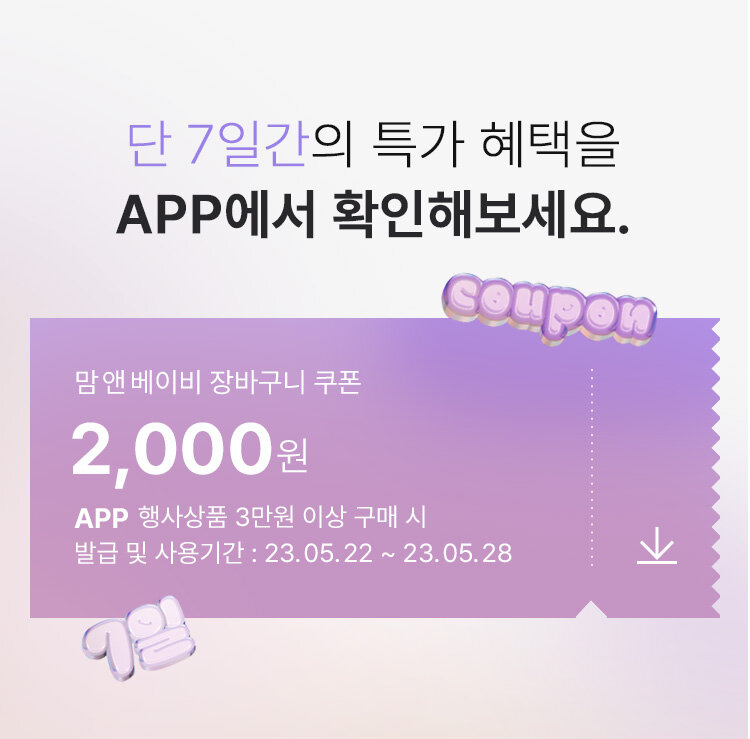 단 7일간의 특가 혜택을
APP에서 확인해보세요.
coupon
맘앤베이비 장바구니 쿠폰
2,000원
APP 행사상품 3만원 이상 구매 시
발급 및 사용기간 : 23.05.22 ~ 23.05.28
7일